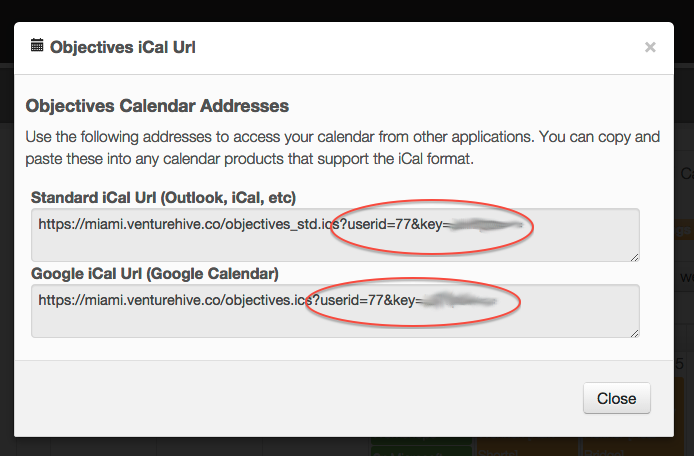 Objectives iCal Url
×
Objectives Calendar Addresses
Use the following addresses to access your calendar from other applications. You can copy and
paste these into any calendar products that support the iCal format.
Standard iCal Url (Outlook, iCal, etc)
https://miami.venturehive.co/objectives_std.ics?userid=77&key=
Google iCal Url (Google Calendar)
https://miami.venturehive.co/objectives.ics?userid=77&key=
Close